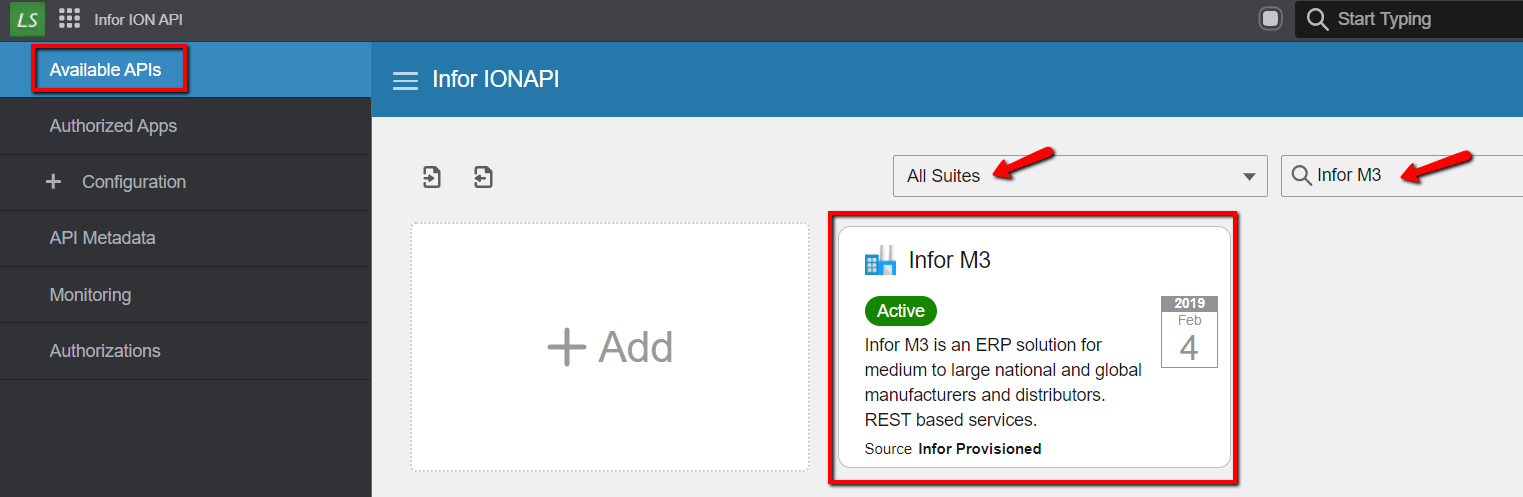 LS
Infor ION API
Start Typing
Available APIs
Infor IONAPI
Authorized Apps
Configuration
API Metadata
Monitoring
Authorizations
All Suites
Infor M3
Add
Infor M3
Active
2019
Feb
4
Infor M3 is an ERP solution for
medium to large national and global
manufacturers and distributors.
REST based services.
Source Infor Provisioned